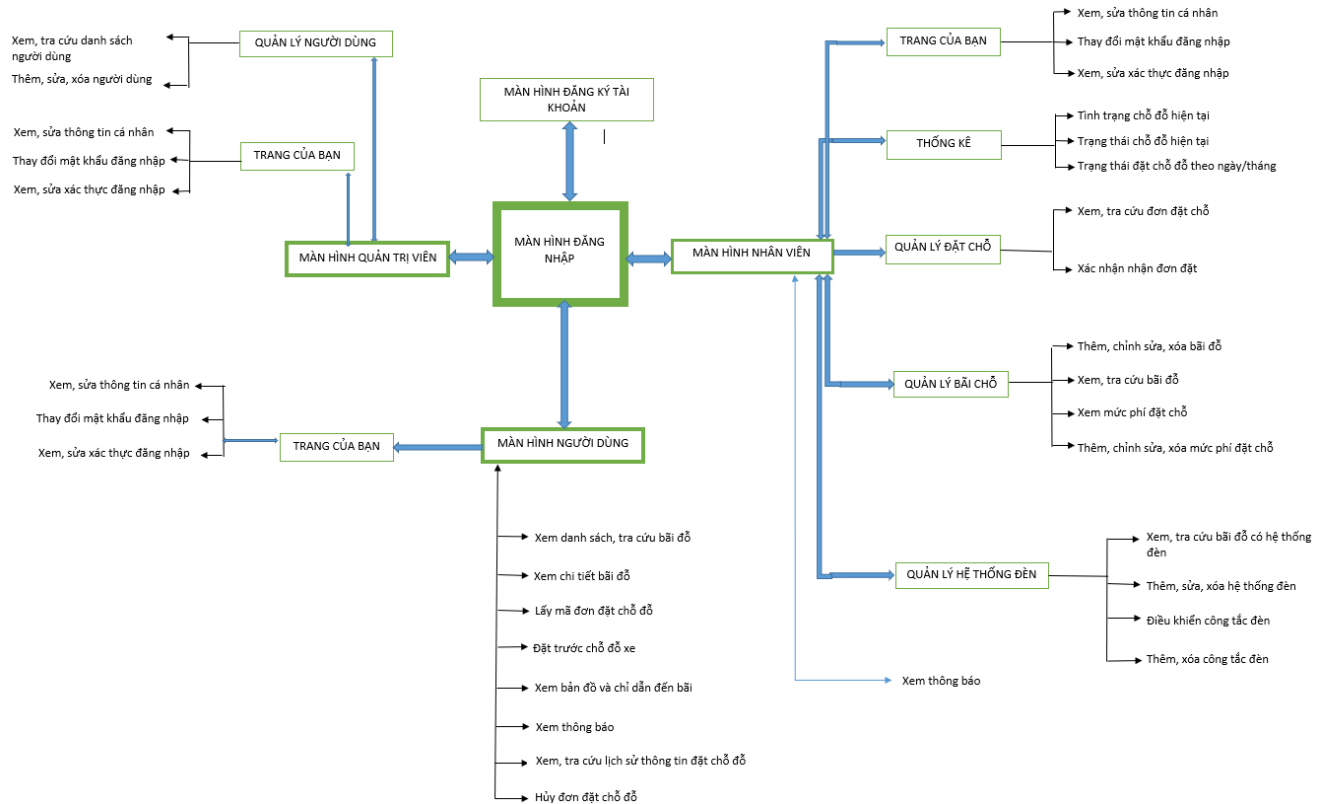 QUẢN LÝ NGƯỜI DÙNG
Xem, tra cứu danh sách
người dùng
Thêm, sửa, xóa người dùng
TRANG CỦA BẠN
Xem, sửa thông tin cá nhân
Thay đổi mật khẩu đăng nhập
Xem, sửa xác thực đăng nhập
MÀN HÌNH QUẢN TRỊ VIÊN
MÀN HÌNH ĐĂNG KÝ TÀI
KHOẢN
MÀN HÌNH ĐĂNG
NHẬP
MÀN HÌNH NHÂN VIÊN
TRANG CỦA BẠN
Xem, sửa thông tin cá nhân
Thay đổi mật khẩu đăng nhập
Xem, sửa xác thực đăng nhập
THỐNG KÊ
Tình trạng chỗ đỗ hiện tại
Trạng thái chỗ đỗ hiện tại
Trạng thái đặt chỗ đỗ theo ngày/tháng
QUẢN LÝ ĐẶT CHỖ
Xem, tra cứu đơn đặt chỗ
Xác nhận nhận đơn đặt
QUẢN LÝ BÃI CHỖ
Thêm, chỉnh sửa, xóa bãi đỗ
Xem, tra cứu bãi đỗ
Xem mức phí đặt chỗ
Thêm, chỉnh sửa, xóa mức phí đặt chỗ
QUẢN LÝ HỆ THỐNG ĐÈN
Xem, tra cứu bãi đỗ có hệ thống
đèn
Thêm, sửa, xóa hệ thống đèn
Điều khiển công tắc đèn
Thêm, xóa công tắc đèn
Xem thông báo
MÀN HÌNH NGƯỜI DÙNG
TRANG CỦA BẠN
Xem, sửa thông tin cá nhân
Thay đổi mật khẩu đăng nhập
Xem, sửa xác thực đăng nhập
Xem danh sách, tra cứu bãi đỗ
Xem chi tiết bãi đỗ
Lấy mã đơn đặt chỗ đỗ
Đặt trước chỗ đỗ xe
Xem bản đồ và chỉ dẫn đến bãi
Xem thông báo
Xem, tra cứu lịch sử thông tin đặt chỗ đỗ
Hủy đơn đặt chỗ đỗ